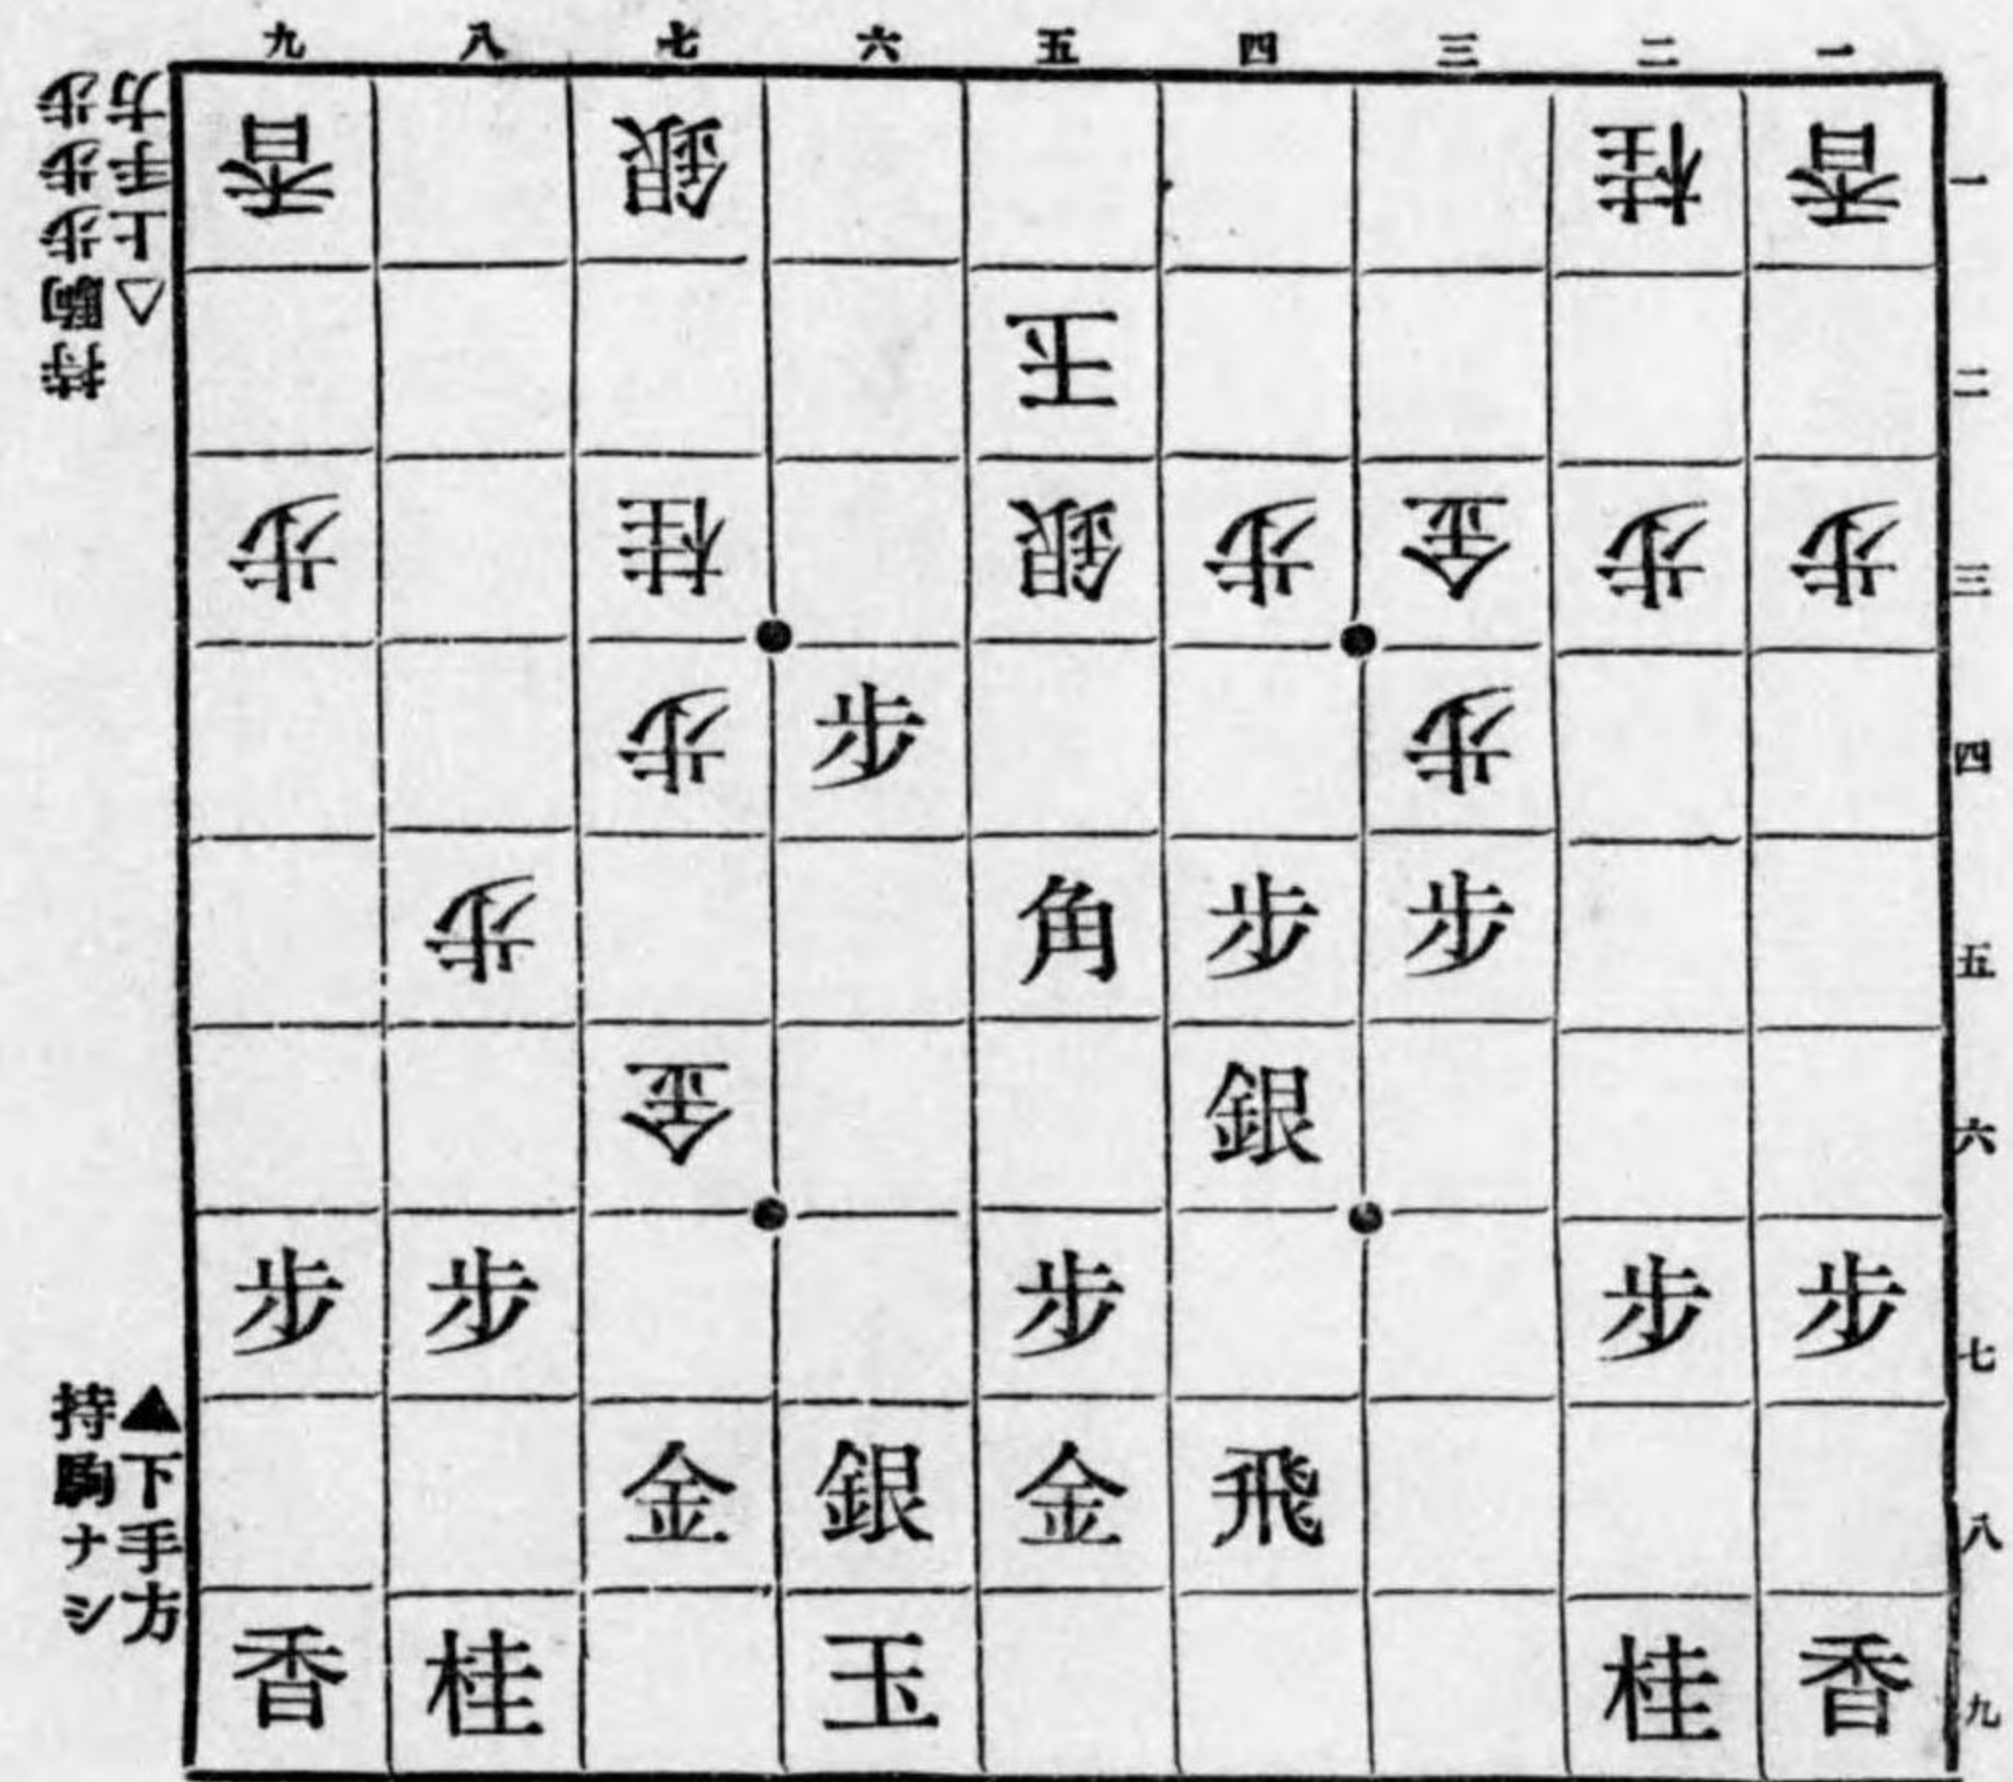 九 八 七 六 五 四 三 二 一
香 銀 桂 香 一
王 二
歩 桂 銀 歩 金 歩 歩 三
歩 歩 歩 四
歩 角 歩 歩 五
金 銀 六
歩 歩 歩 歩 歩 七
金 銀 金 飛 八
香 桂 玉 桂 香 九
△上手方
持駒歩歩歩
▲下手方
持駒ナシ